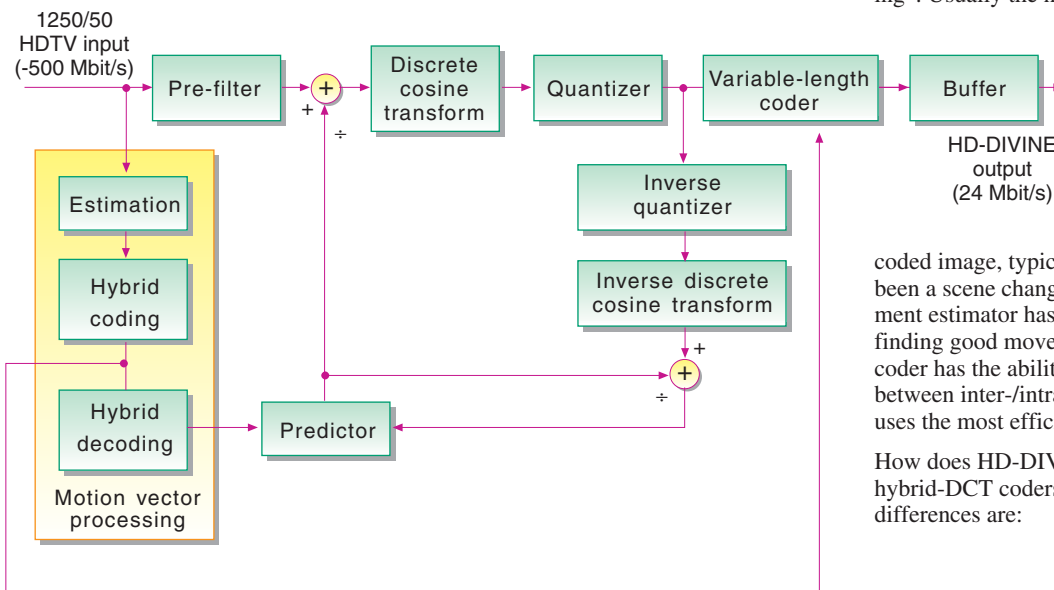 ing". Usually the
1250/50
HDTV input
(-500 Mbit/s)
Pre-filter
+
+
÷
Discrete
cosine
transform
Quantizer
Variable-length
coder
Buffer
HD-DIVINE
output
(24 Mbit/s)
Estimation
Hybrid
coding
Hybrid
decoding
Motion vector
processing
Inverse
quantizer
Inverse discrete
cosine transform
+
+
÷
Predictor
coded image, typic
been a scene chang
ment estimator has
finding good move
coder has the abilit
between inter-/intra
uses the most effic
How does HD-DIV
hybrid-DCT coders
differences are: